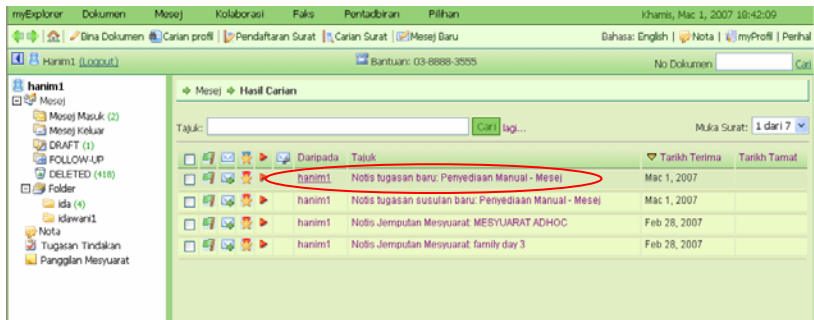 myExplorer Dokumen Mesej Kolaborasi Faks Pentadbiran Pilihan Khamis, Mac 1, 2007 18:42:09
Bina Dokumen Carian profil Pendaftaran Surat Carian Surat Mesej Baru Bahasa: English | Nota | myProfil | Perihal
Hanim1 (Logout) Bantuan: 03-8888-3555 No Dokumen Cari
hanim1
Mesej
Mesej Masuk (2)
Mesej Keluar
DRAFT (1)
FOLLOW-UP
DELETED (418)
Folder
ida (4)
idawani1
Nota
Tugasan Tindakan
Panggilan Mesyuarat
Mesej Hasil Carian
Tajuk: Cari lagi... Muka Surat: 1 dari 7
Daripada Tajuk Tarikh Terima Tarikh Tamat
hanim1 Notis tugasan baru: Penyediaan Manual - Mesej Mac 1, 2007
hanim1 Notis tugasan susulan baru: Penyediaan Manual - Mesej Mac 1, 2007
hanim1 Notis Jemputan Mesyuarat: MESYUARAT ADHOC Feb 28, 2007
hanim1 Notis Jemputan Mesyuarat: family day 3 Feb 28, 2007